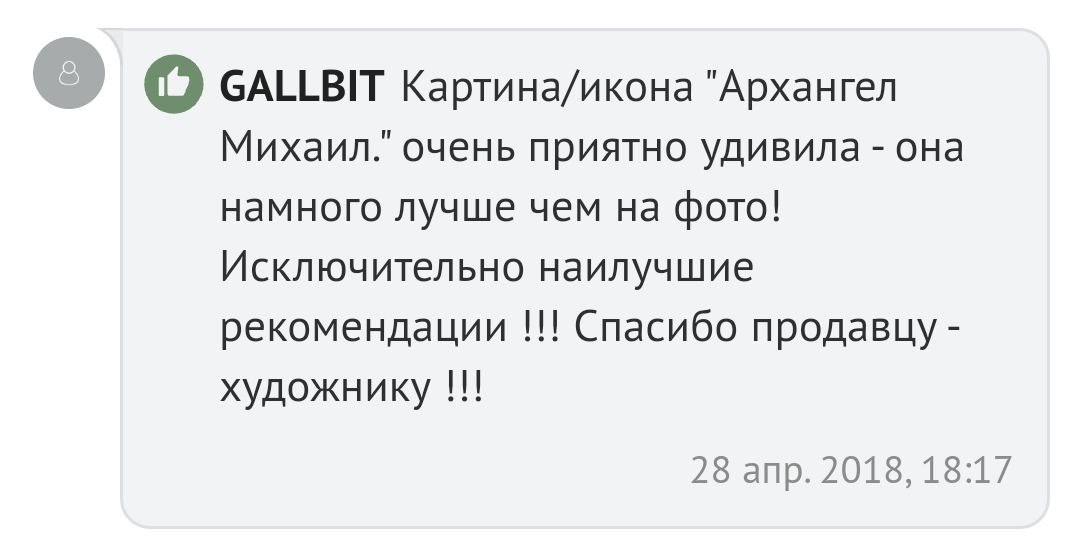 GALLBIT Картина/икона "Архангел
Михаил." очень приятно удивила - она
намного лучше чем на фото!
Исключительно наилучшие
рекомендации !!! Спасибо продавцу -
художнику !!!
28 апр. 2018, 18:17